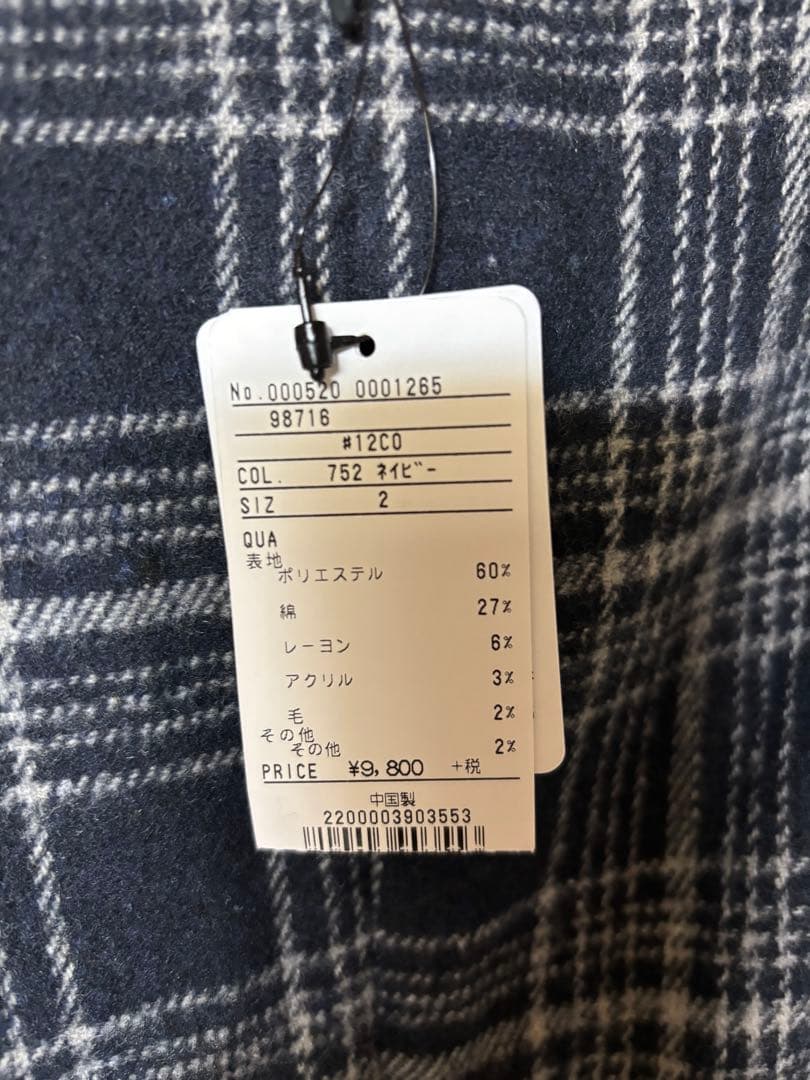 No.000520 0001265
98716
#12C0
COL. 752 ネイビー
SIZ 2
QUA
表地
ポリエステル 60%
綿 27%
レーヨン 6%
アクリル 3%
毛 2%
その他
その他 2%
PRICE ¥9,800 +税
中国製
2200003903553